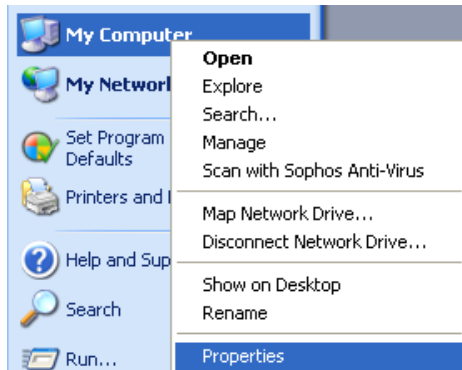 My Computer
My Networ
Set Program
Defaults
Printers and
Help and Sup
Search
Run...
Open
Explore
Search...
Manage
Scan with Sophos Anti-Virus
Map Network Drive...
Disconnect Network Drive...
Show on Desktop
Rename
Properties